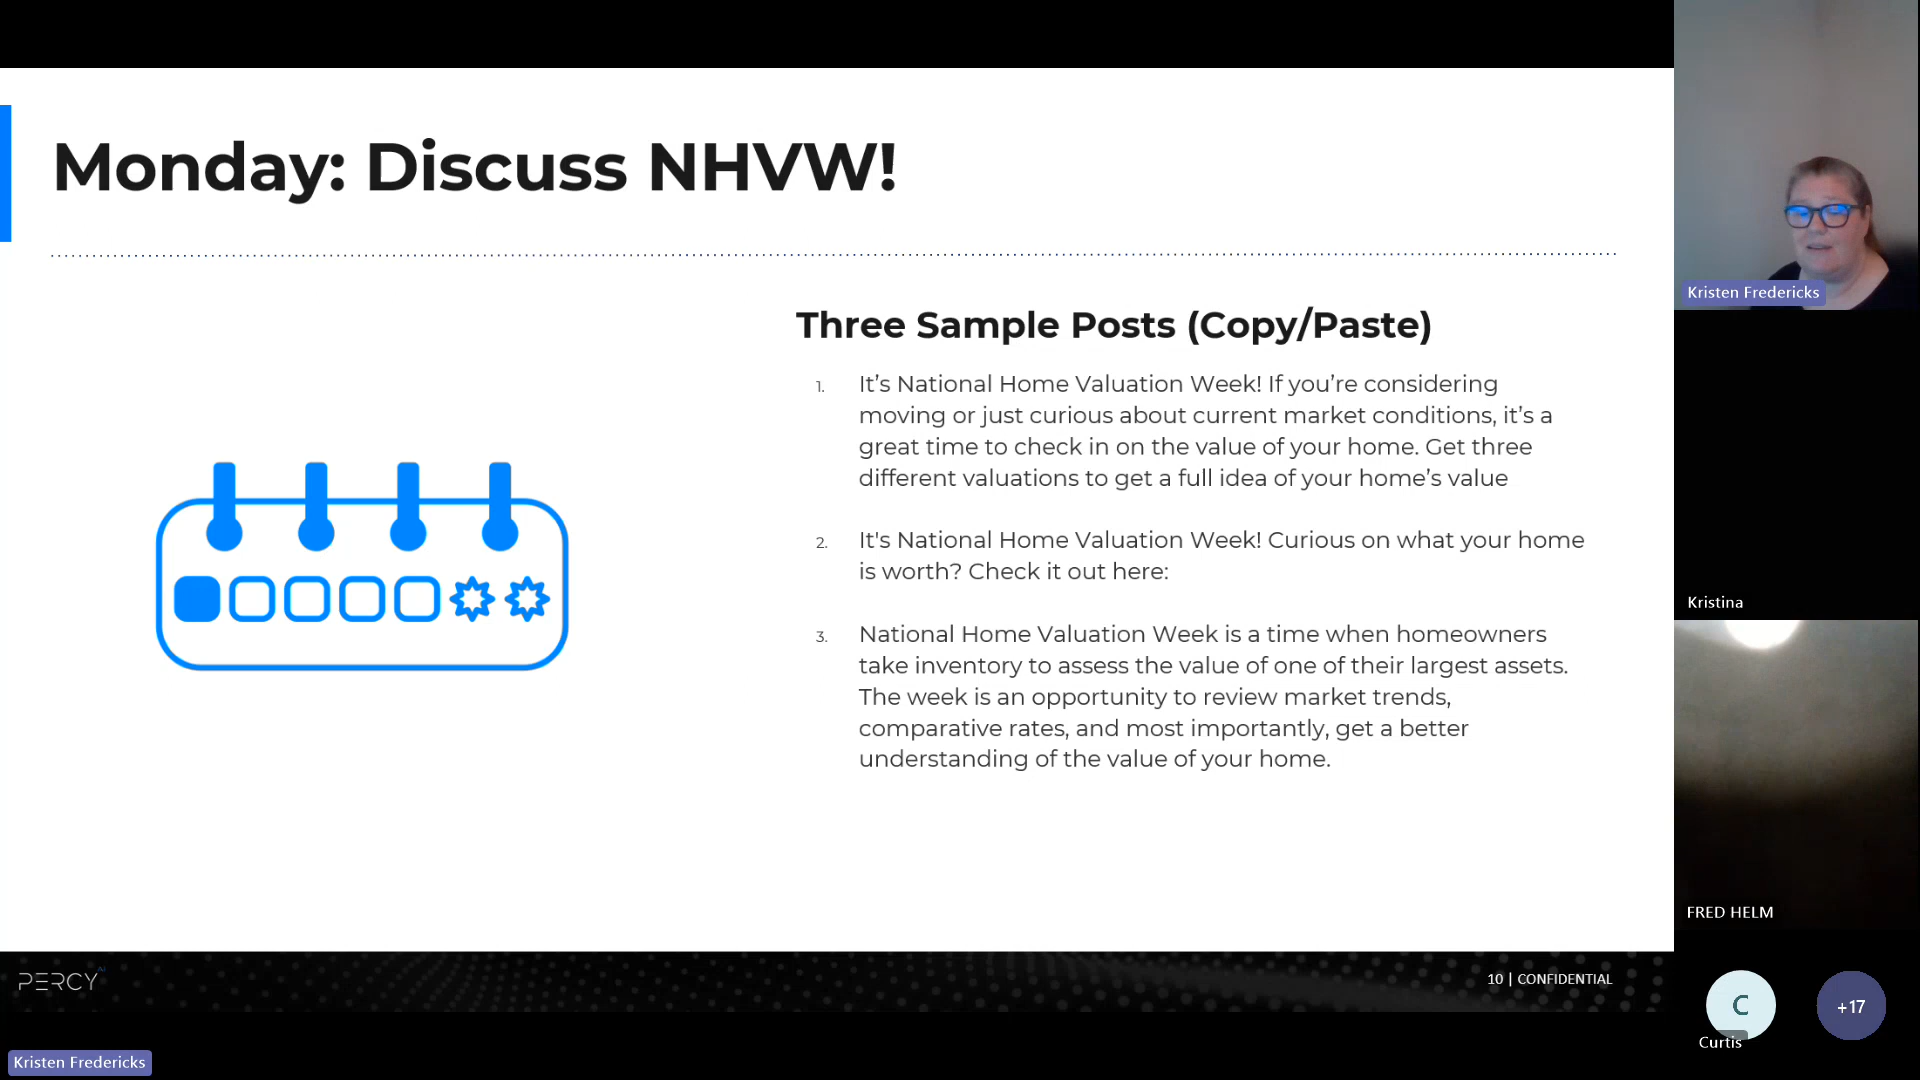 Monday: Discuss NHVW!
Three Sample Posts (Copy/Paste)
1. It’s National Home Valuation Week! If you’re considering
moving or just curious about current market conditions, it’s a
great time to check in on the value of your home. Get three
different valuations to get a full idea of your home’s value
2. It's National Home Valuation Week! Curious on what your home
is worth? Check it out here:
3. National Home Valuation Week is a time when homeowners
take inventory to assess the value of one of their largest assets.
The week is an opportunity to review market trends,
comparative rates, and most importantly, get a better
understanding of the value of your home.
PERCY AI
10 | CONFIDENTIAL
Kristen Fredericks
Kristen Fredericks
Kristina
FRED HELM
C
Curtis
+17